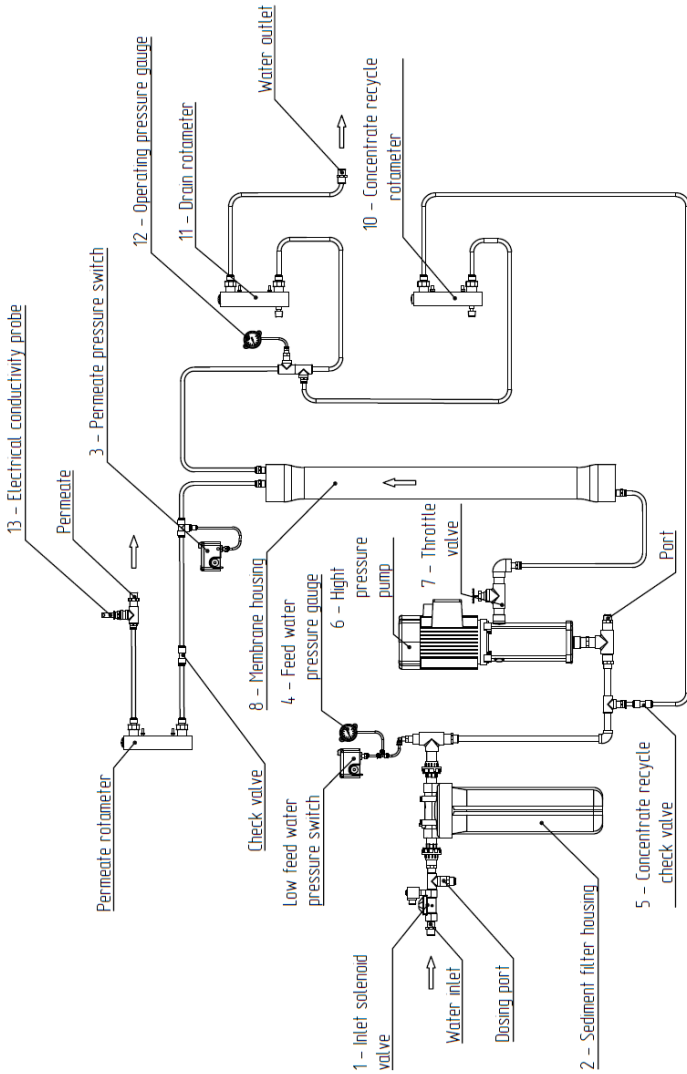 13 – Electrical conductivity probe
Permeate
3 – Permeate pressure switch
12 – Operating pressure gauge
11 – Drain rotameter
Water outlet
10 – Concentrate recycle
rotameter
Permeate rotameter
Check valve
8 – Membrane housing
4 – Feed water
pressure gauge
6 – Hight
pressure
pump
7 – Throttle
valve
Port
Low feed water
pressure switch
1 – Inlet solenoid
valve
Water inlet
Dosing port
2 – Sediment filter housing
5 – Concentrate recycle
check valve